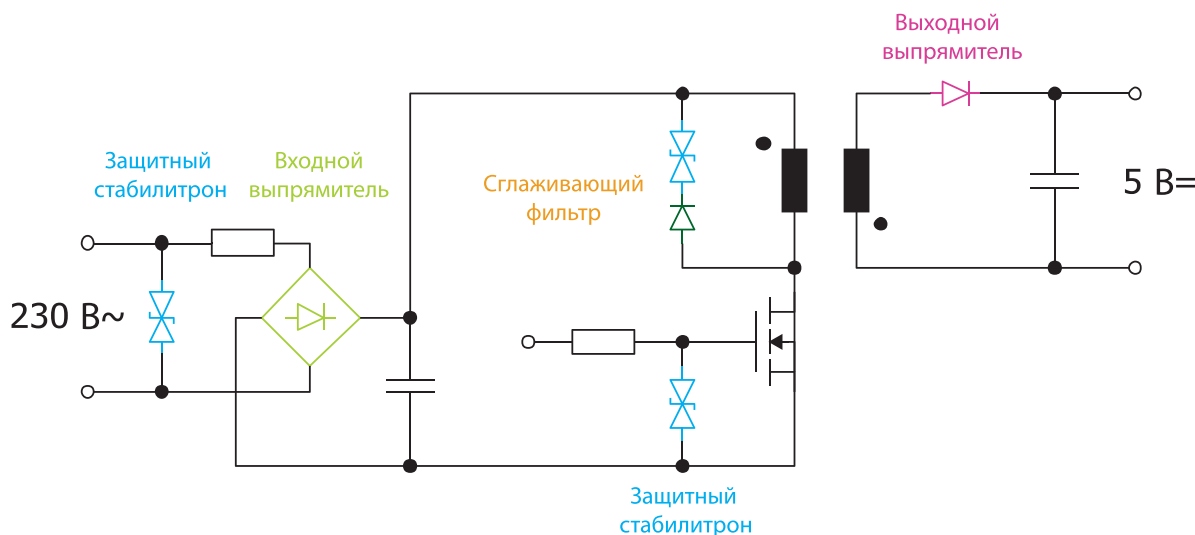 Выходной
выпрямитель
Защитный
стабилитрон
Входной
выпрямитель
Сглаживающий
фильтр
5 В=
230 В~
Защитный
стабилитрон